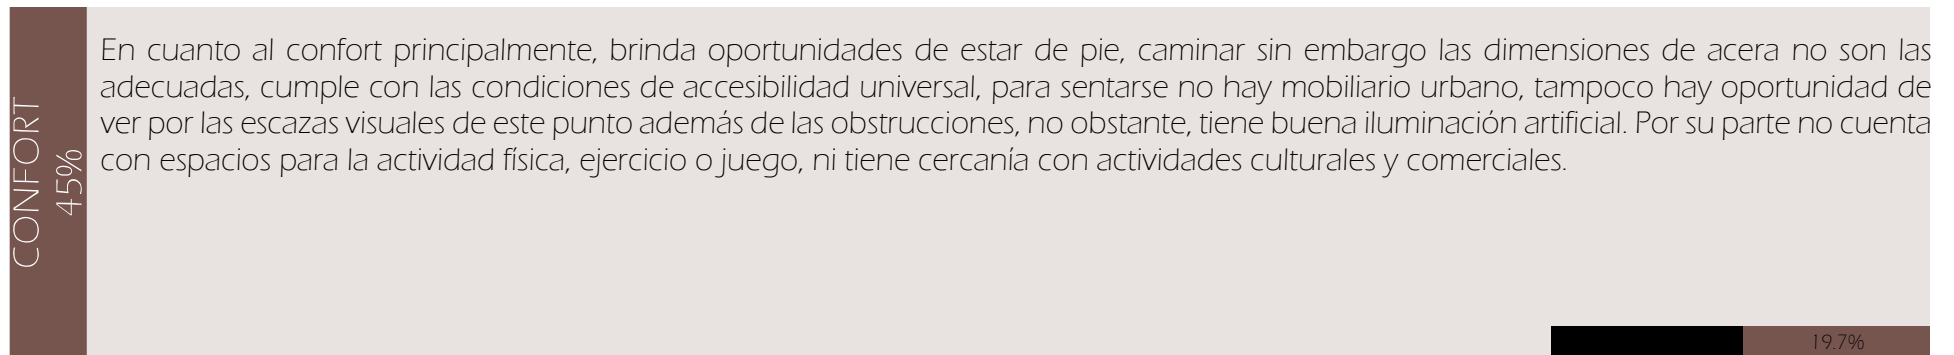 CONFORT
45%
En cuanto al confort principalmente, brinda oportunidades de estar de pie, caminar sin embargo las dimensiones de acera no son las
adecuadas, cumple con las condiciones de accesibilidad universal, para sentarse no hay mobiliario urbano, tampoco hay oportunidad de
ver por las escazas visuales de este punto además de las obstrucciones, no obstante, tiene buena iluminación artificial. Por su parte no cuenta
con espacios para la actividad física, ejercicio o juego, ni tiene cercanía con actividades culturales y comerciales.
19.7%